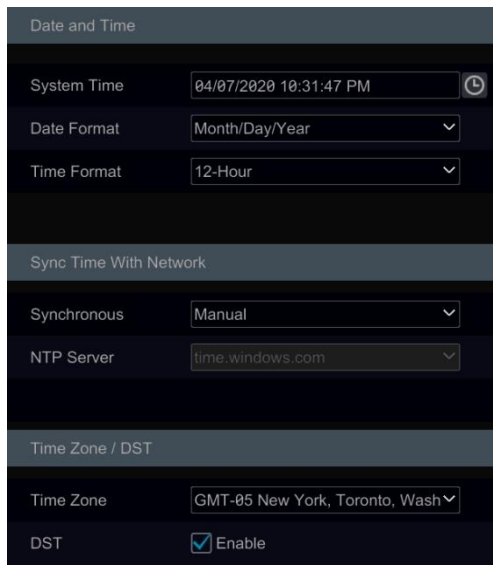 Date and Time
System Time 04/07/2020 10:31:47 PM
Date Format Month/Day/Year
Time Format 12-Hour
Sync Time With Network
Synchronous Manual
NTP Server time.windows.com
Time Zone / DST
Time Zone GMT-05 New York, Toronto, Wash
DST Enable